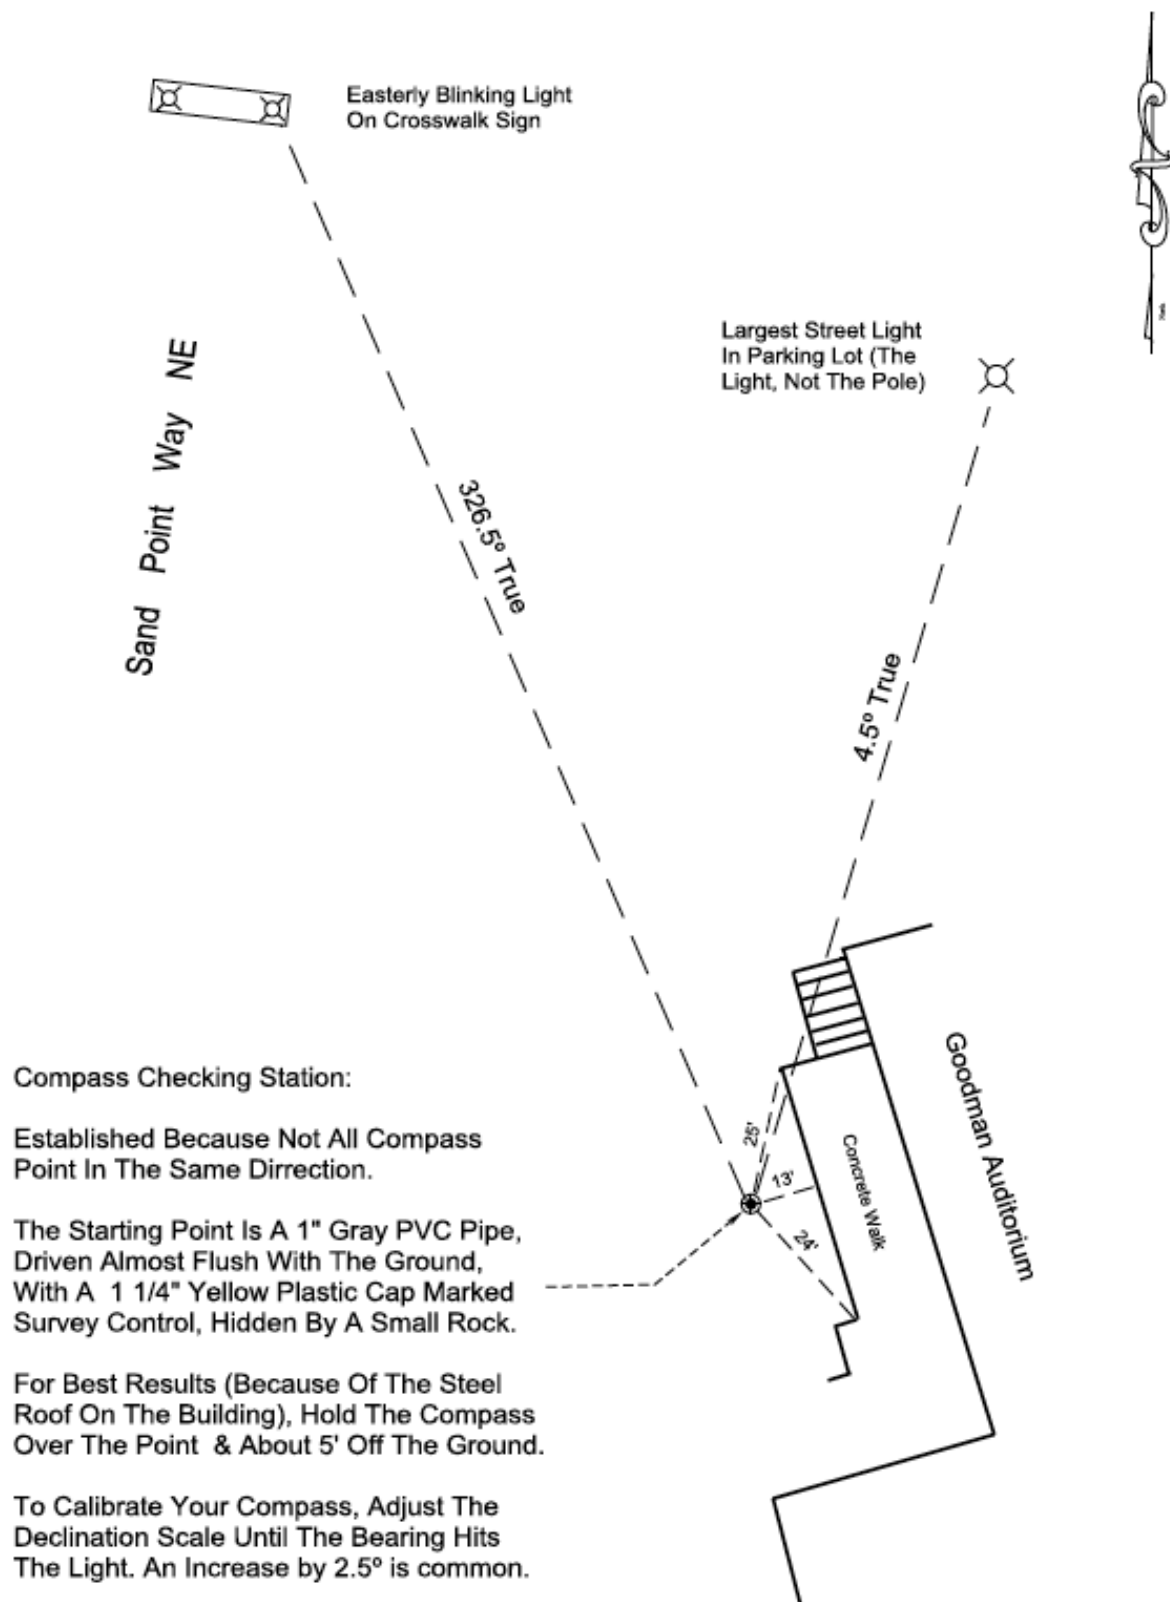 Easterly Blinking Light
On Crosswalk Sign
Largest Street Light
In Parking Lot (The
Light, Not The Pole)
Sand Point Way NE
326.5º True
4.5º True
Goodman Auditorium
Concrete Walk
25'
13'
24'
Compass Checking Station:
Established Because Not All Compass
Point In The Same Dirrection.
The Starting Point Is A 1" Gray PVC Pipe,
Driven Almost Flush With The Ground,
With A 1 1/4" Yellow Plastic Cap Marked
Survey Control, Hidden By A Small Rock.
For Best Results (Because Of The Steel
Roof On The Building), Hold The Compass
Over The Point & About 5' Off The Ground.
To Calibrate Your Compass, Adjust The
Declination Scale Until The Bearing Hits
The Light. An Increase by 2.5º is common.